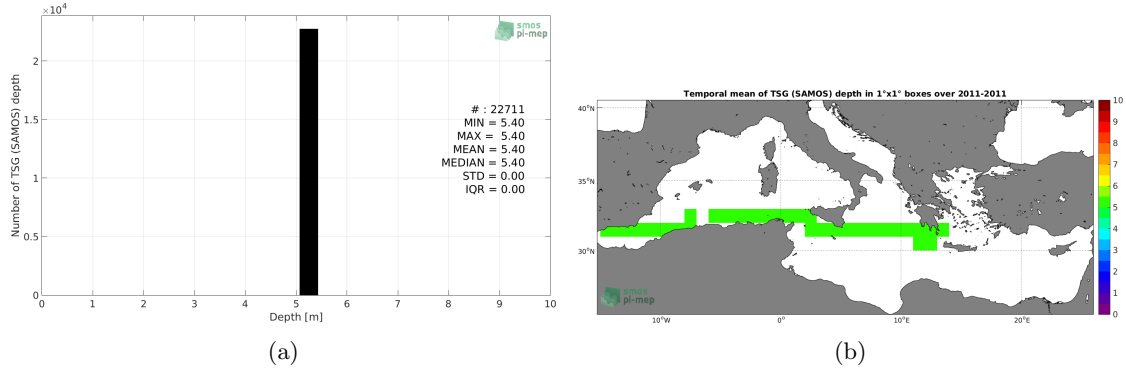 ×10^4
smos
pi-mep
Number of TSG (SAMOS) depth
2
1.5
1
0.5
0
# : 22711
MIN = 5.40
MAX = 5.40
MEAN = 5.40
MEDIAN = 5.40
STD = 0.00
IQR = 0.00
0 1 2 3 4 5 6 7 8 9 10
Depth [m]
(a)
Temporal mean of TSG (SAMOS) depth in 1°x1° boxes over 2011-2011
40°N
35°N
30°N
10°W 0° 10°E 20°E
smos
pi-mep
10
9
8
7
6
5
4
3
2
1
0
(b)